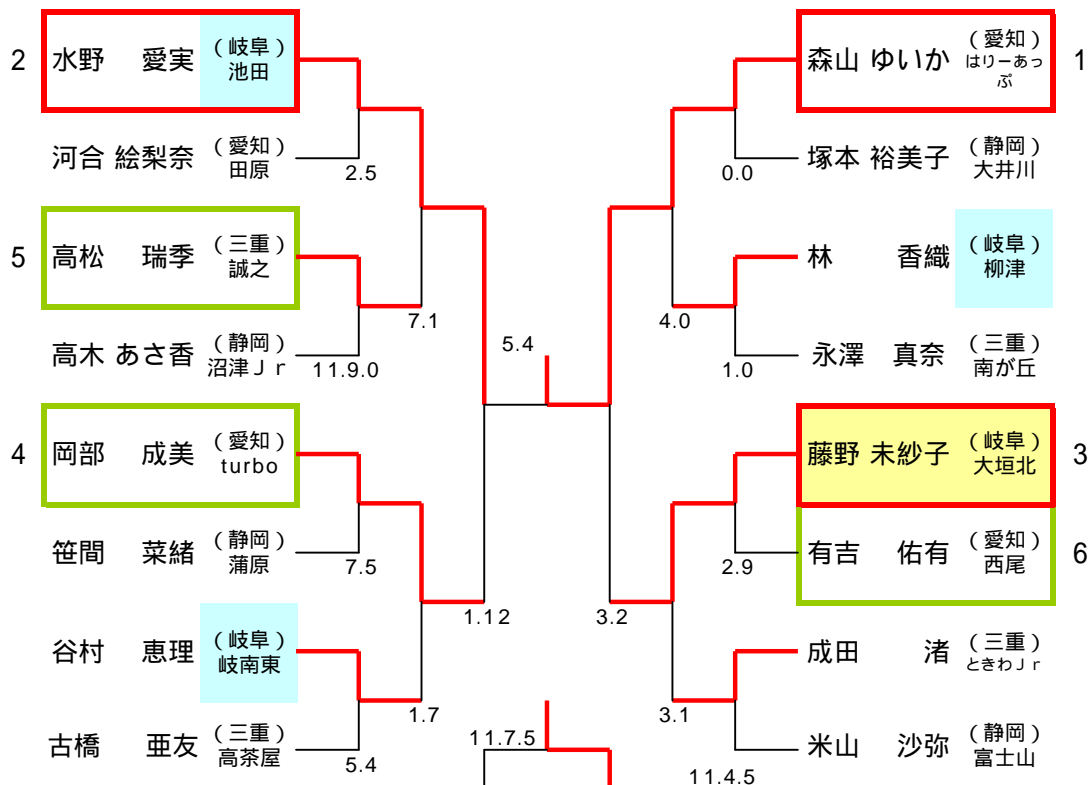 2 水野 愛実 (岐阜) 池田
河合 絵梨奈 (愛知) 田原
2.5
5 高松 瑞季 (三重) 誠之
高木 あさ香 (静岡) 沼津Jr
11.9.0
7.1
4 岡部 成美 (愛知) turbo
笹間 菜緒 (静岡) 蒲原
7.5
谷村 恵理 (岐阜) 岐南東
古橋 亜友 (三重) 高茶屋
5.4
1.7
1.12
5.4
11.7.5
森山 ゆいか (愛知) はりーあっぷ 1
塚本 裕美子 (静岡) 大井川
0.0
林 香織 (岐阜) 柳津
永澤 真奈 (三重) 南が丘
1.0
4.0
藤野 未紗子 (岐阜) 大垣北 3
有吉 佑有 (愛知) 西尾 6
2.9
成田 渚 (三重) ときわJr
米山 沙弥 (静岡) 富士山
11.4.5
3.1
3.2